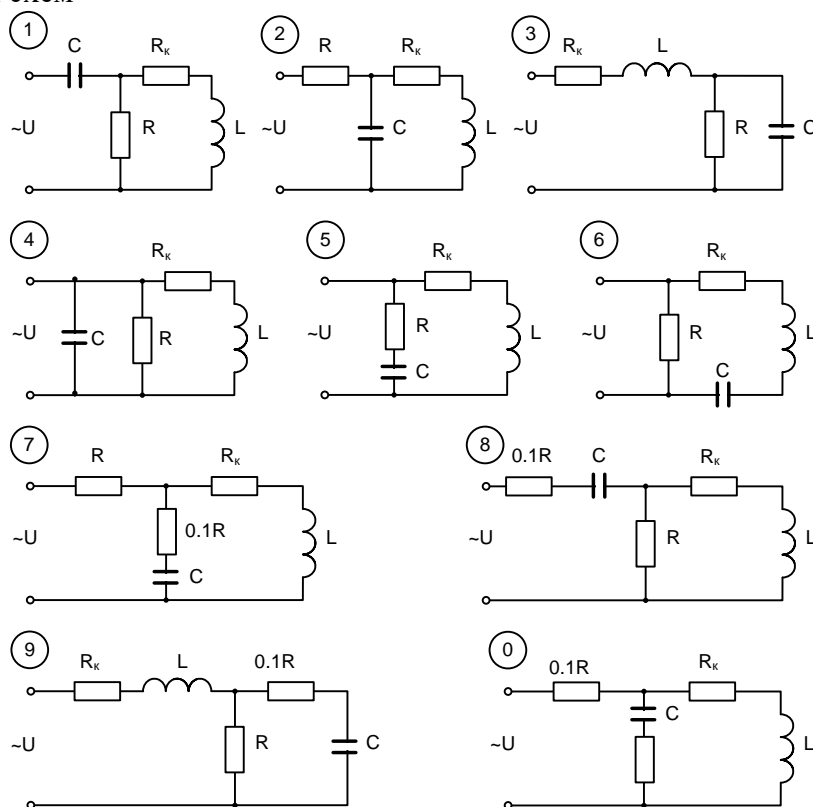 1 2 3
C Rк R Rк Rк L
~U R L ~U C L ~U R C
4 5 6
Rк Rк Rк
~U C R L ~U R L ~U R L
C C
7 8
R Rк 0.1R C Rк
~U 0.1R L ~U R L
C
9 0
Rк L 0.1R 0.1R Rк
C
~U R C ~U L